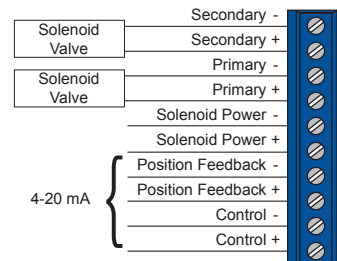 Secondary -
Solenoid
Valve
Secondary +
Primary -
Solenoid
Valve
Primary +
Solenoid Power -
Solenoid Power +
Position Feedback -
Position Feedback +
4-20 mA
Control -
Control +